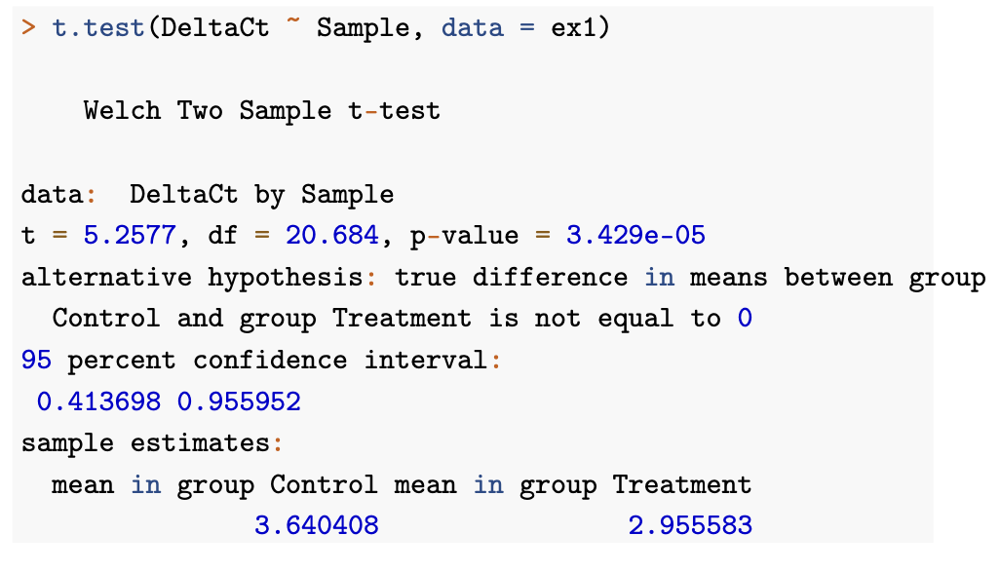 > t.test(DeltaCt ~ Sample, data = ex1)
Welch Two Sample t-test
data: DeltaCt by Sample
t = 5.2577, df = 20.684, p-value = 3.429e-05
alternative hypothesis: true difference in means between group
Control and group Treatment is not equal to 0
95 percent confidence interval:
0.413698 0.955952
sample estimates:
mean in group Control mean in group Treatment
3.640408 2.955583